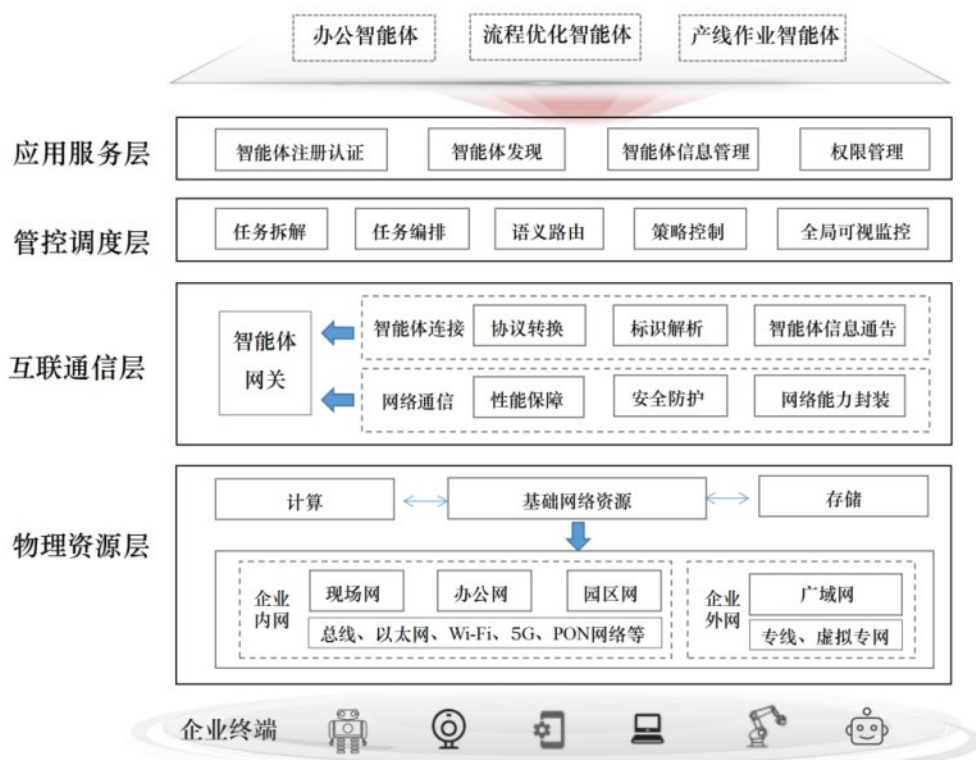 办公智能体
流程优化智能体
产线作业智能体
应用服务层
智能体注册认证
智能体发现
智能体信息管理
权限管理
管控调度层
任务拆解
任务编排
语义路由
策略控制
全局可视监控
互联通信层
智能体
网关
智能体连接
协议转换
标识解析
智能体信息通告
网络通信
性能保障
安全防护
网络能力封装
物理资源层
计算
基础网络资源
存储
企业
内网
现场网
办公网
园区网
总线、以太网、Wi-Fi、5G、PON网络等
企业
外网
广域网
专线、虚拟专网
企业终端